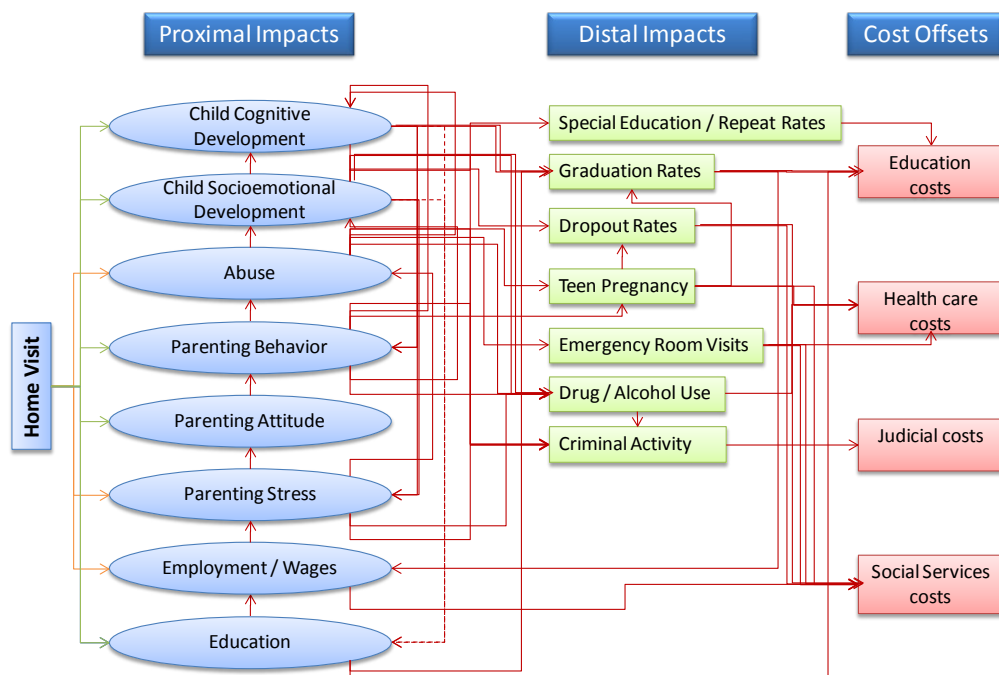 Proximal Impacts
Distal Impacts
Cost Offsets
Home Visit
Child Cognitive
Development
Child Socioemotional
Development
Abuse
Parenting Behavior
Parenting Attitude
Parenting Stress
Employment / Wages
Education
Special Education / Repeat Rates
Graduation Rates
Dropout Rates
Teen Pregnancy
Emergency Room Visits
Drug / Alcohol Use
Criminal Activity
Education
costs
Health care
costs
Judicial costs
Social Services
costs